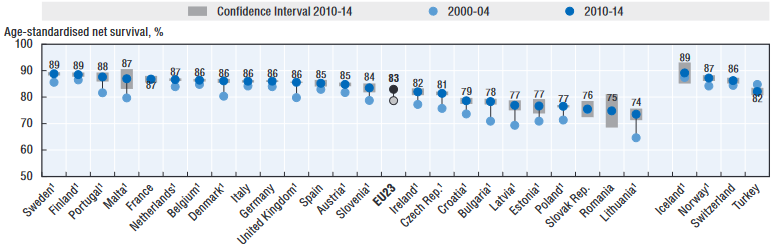 Confidence Interval 2010-14 2000-04 2010-14
Age-standardised net survival, %
100
90
80
70
60
50
89 89 88 87 87 87 86 86 86 86 86 85 85 84 83 82 81 79 78 77 77 77 76 75 74 89 87 86 82
Sweden¹
Finland¹
Portugal¹
Malta¹
France
Netherlands¹
Belgium¹
Denmark¹
Italy
Germany
United Kingdom¹
Spain
Austria¹
Slovenia¹
EU23
Ireland¹
Czech Rep.¹
Croatia¹
Bulgaria¹
Latvia¹
Estonia¹
Poland¹
Slovak Rep.
Romania
Lithuania¹
Iceland¹
Norway¹
Switzerland
Turkey